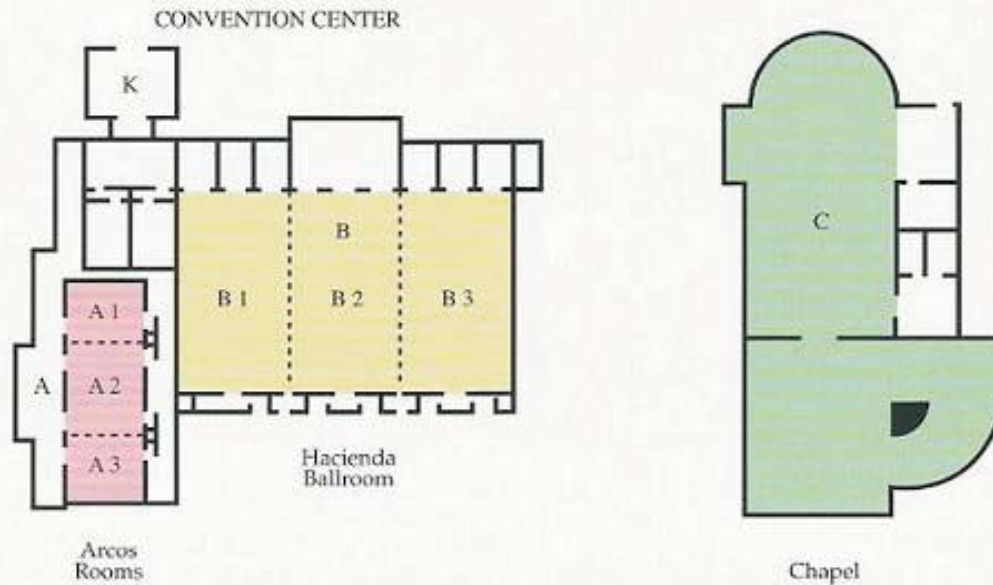 CONVENTION CENTER
K
B
C
B 1
B 2
B 3
A 1
A
A 2
A 3
Hacienda
Ballroom
Arcos
Rooms
Chapel